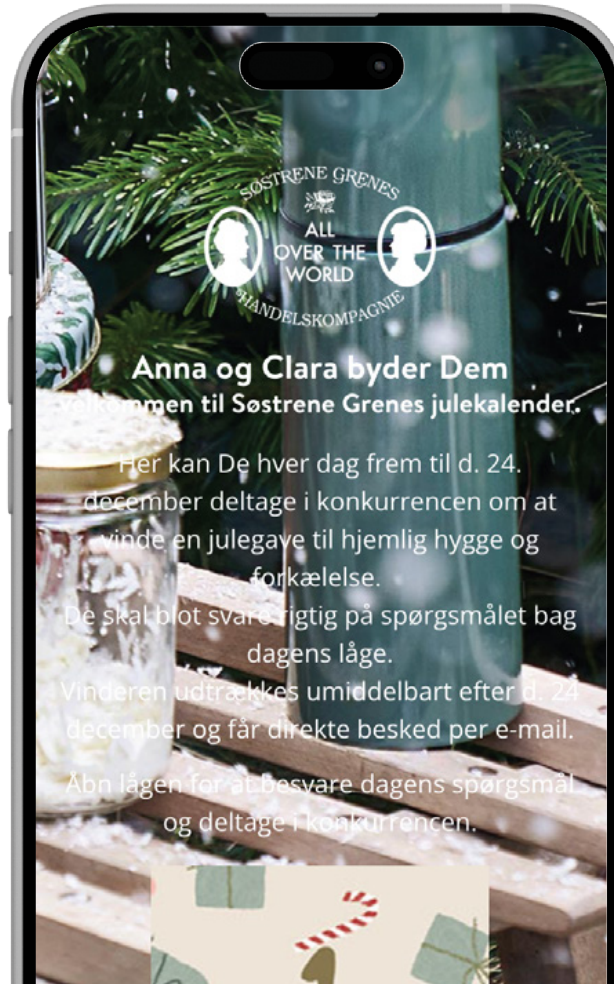 SØSTRENE GRENES
ALL
OVER THE
WORLD
HANDELSKOMPAGNIE
Anna og Clara byder Dem
velkommen til Søstrene Grenes julekalender.
Her kan De hver dag frem til d. 24.
december deltage i konkurrencen om at
vinde en julegave til hjemlig hygge og
forkælelse.
De skal blot svare rigtig på spørgsmålet bag
dagens låge.
Vinderen udtrækkes umiddelbart efter d. 24
december og får direkte besked per e-mail.
Åbn lågen for at besvare dagens spørgsmål
og deltage i konkurrencen.